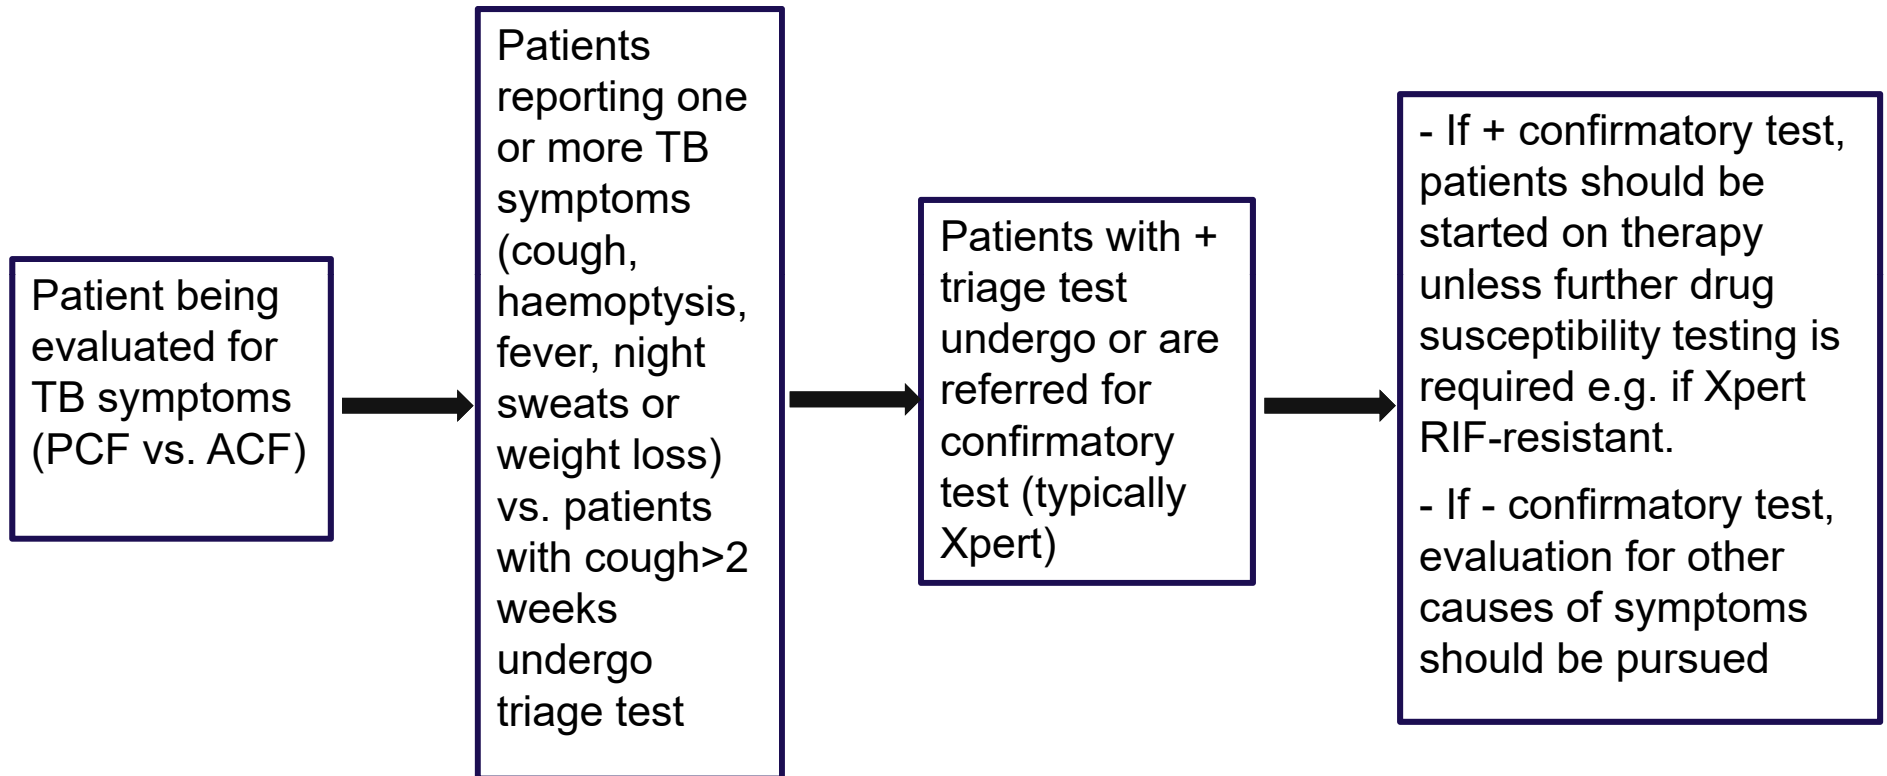 Patient being
evaluated for
TB symptoms
(PCF vs. ACF)
Patients
reporting one
or more TB
symptoms
(cough,
haemoptysis,
fever, night
sweats or
weight loss)
vs. patients
with cough>2
weeks
undergo
triage test
Patients with +
triage test
undergo or are
referred for
confirmatory
test (typically
Xpert)
- If + confirmatory test,
patients should be
started on therapy
unless further drug
susceptibility testing is
required e.g. if Xpert
RIF-resistant.
- If - confirmatory test,
evaluation for other
causes of symptoms
should be pursued